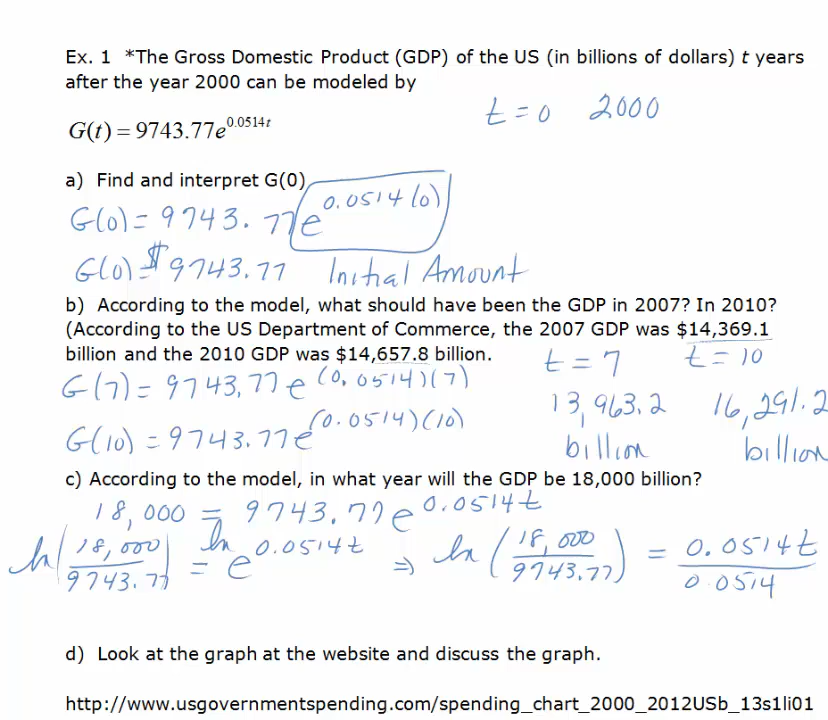 Ex. 1 *The Gross Domestic Product (GDP) of the US (in billions of dollars) t years
after the year 2000 can be modeled by
t = 0 2000
G(t) = 9743.77e^0.0514t
a) Find and interpret G(0)
G(0) = 9743.77e^0.0514(0)
G(0) = $9743.77 Initial Amount
b) According to the model, what should have been the GDP in 2007? In 2010?
(According to the US Department of Commerce, the 2007 GDP was $14,369.1
billion and the 2010 GDP was $14,657.8 billion.
t = 7 t = 10
G(7) = 9743.77e^(0.0514)(7)
13,963.2 16,291.2
G(10) = 9743.77e^(0.0514)(10)
billion billion
c) According to the model, in what year will the GDP be 18,000 billion?
18,000 = 9743.77e^0.0514t
ln(18,000/9743.77) = ln e^0.0514t ⇒ ln(18,000/9743.77) = 0.0514t/0.0514
d) Look at the graph at the website and discuss the graph.
http://www.usgovernmentspending.com/spending_chart_2000_2012USb_13s1li01